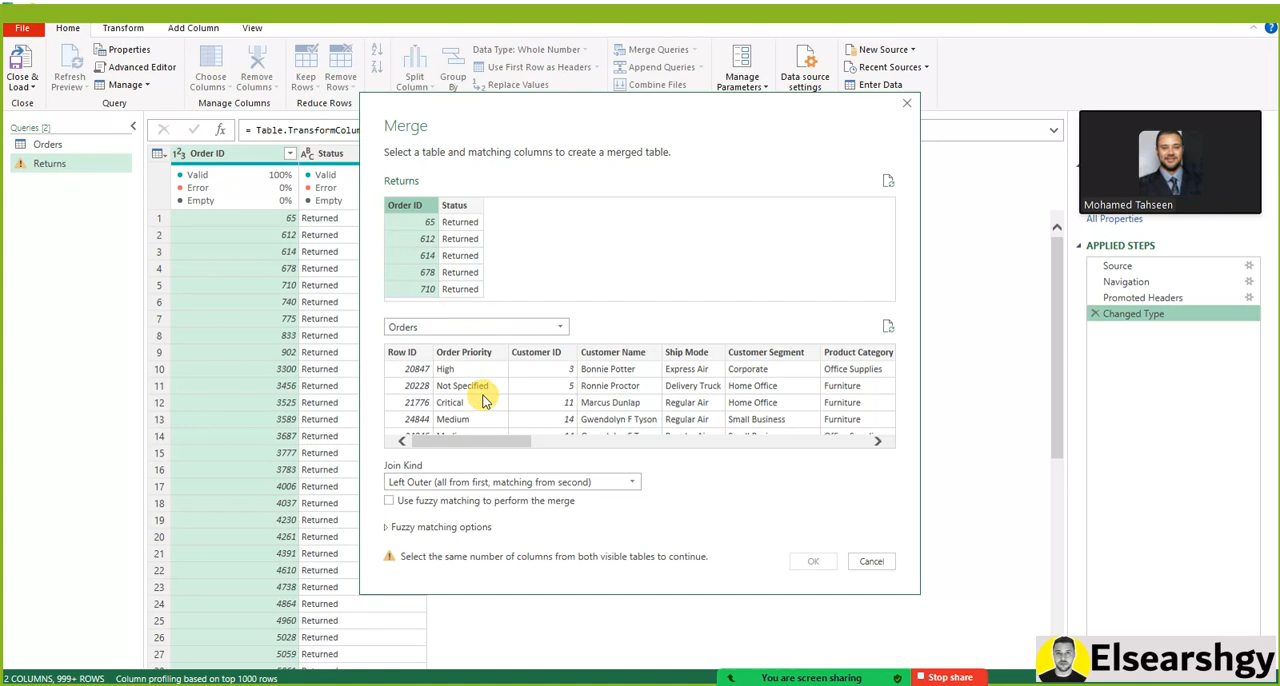 File Home Transform Add Column View
Close & Load Refresh Preview Properties Advanced Editor Manage Choose Columns Remove Columns Keep Rows Remove Rows Split Column Group By Data Type: Whole Number Use First Row as Headers Replace Values Merge Queries Append Queries Combine Files Manage Parameters Data source settings New Source Recent Sources Enter Data
Close Query Manage Columns Reduce Rows
Queries [2]
Orders
Returns
= Table.TransformColum
Order ID Status
Valid 100% Valid
Error 0% Error
Empty 0% Empty
1 65 Returned
2 612 Returned
3 614 Returned
4 678 Returned
5 710 Returned
6 740 Returned
7 775 Returned
8 833 Returned
9 902 Returned
10 3300 Returned
11 3456 Returned
12 3525 Returned
13 3589 Returned
14 3687 Returned
15 3777 Returned
16 3783 Returned
17 4006 Returned
18 4037 Returned
19 4230 Returned
20 4261 Returned
21 4391 Returned
22 4610 Returned
23 4738 Returned
24 4864 Returned
25 4960 Returned
26 5028 Returned
27 5059 Returned
Merge
Select a table and matching columns to create a merged table.
Returns
Order ID Status
65 Returned
612 Returned
614 Returned
678 Returned
710 Returned
Orders
Row ID Order Priority Customer ID Customer Name Ship Mode Customer Segment Product Category
20847 High 3 Bonnie Potter Express Air Corporate Office Supplies
20228 Not Specified 5 Ronnie Proctor Delivery Truck Home Office Furniture
21776 Critical 11 Marcus Dunlap Regular Air Home Office Furniture
24844 Medium 14 Gwendolyn F Tyson Regular Air Small Business Furniture
Join Kind
Left Outer (all from first, matching from second)
Use fuzzy matching to perform the merge
Fuzzy matching options
Select the same number of columns from both visible tables to continue.
OK Cancel
Mohamed Tahseen
All Properties
APPLIED STEPS
Source
Navigation
Promoted Headers
Changed Type
2 COLUMNS, 999+ ROWS Column profiling based on top 1000 rows
You are screen sharing Stop share
Elsearshgy